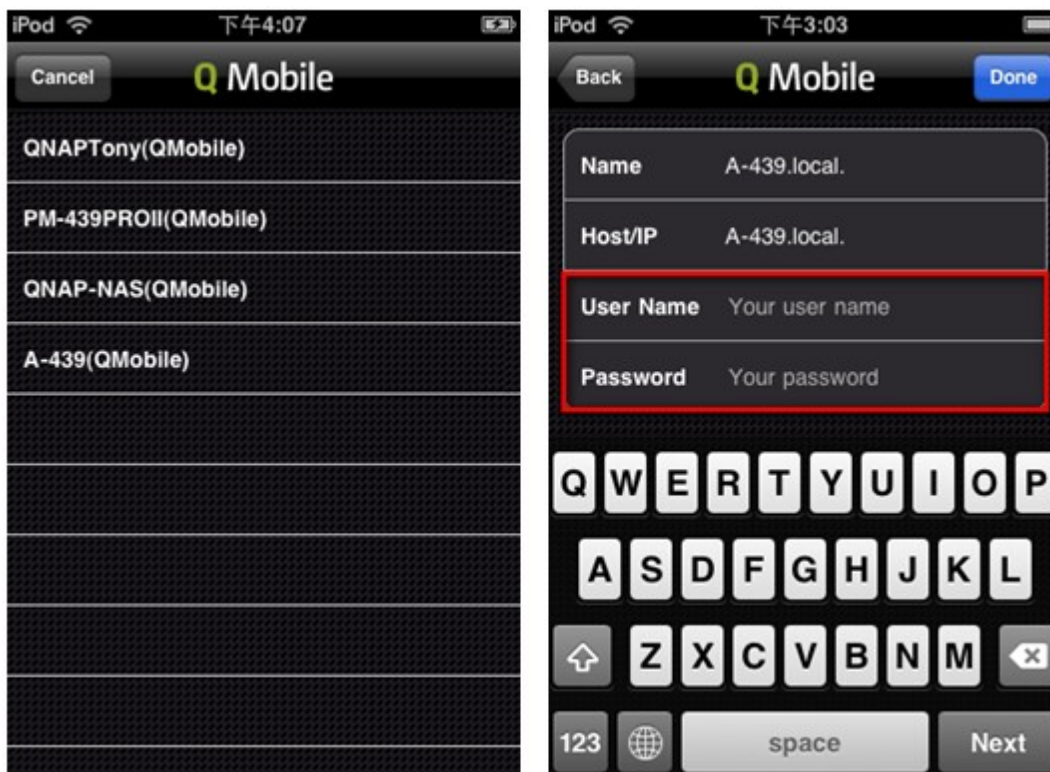 iPod 下午4:07
Cancel Q Mobile
QNAPTony(QMobile)
PM-439PROII(QMobile)
QNAP-NAS(QMobile)
A-439(QMobile)
iPod 下午3:03
Back Q Mobile Done
Name A-439.local.
Host/IP A-439.local.
User Name Your user name
Password Your password
Q W E R T Y U I O P
A S D F G H J K L
Z X C V B N M
123 space Next